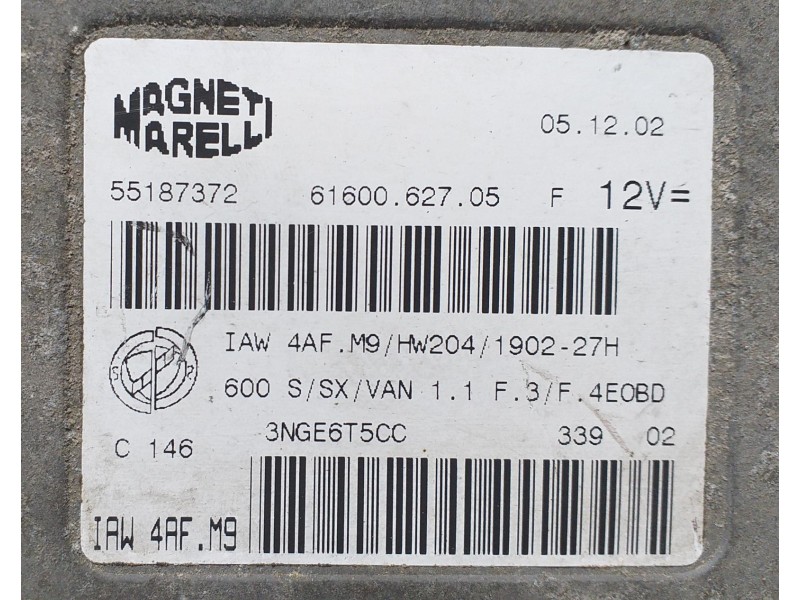 MAGNETI
MARELLI
05.12.02
55187372 61600.627.05 F 12V=
IAW 4AF.M9/HW204/1902-27H
600 S/SX/VAN 1.1 F.3/F.4EOBD
3NGE6T5CC 339 02
C 146
IAW 4AF.M9